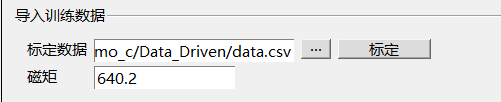 导入训练数据
标定数据 mo_c/Data_Driven/data.csv ... 标定
磁矩 640.2